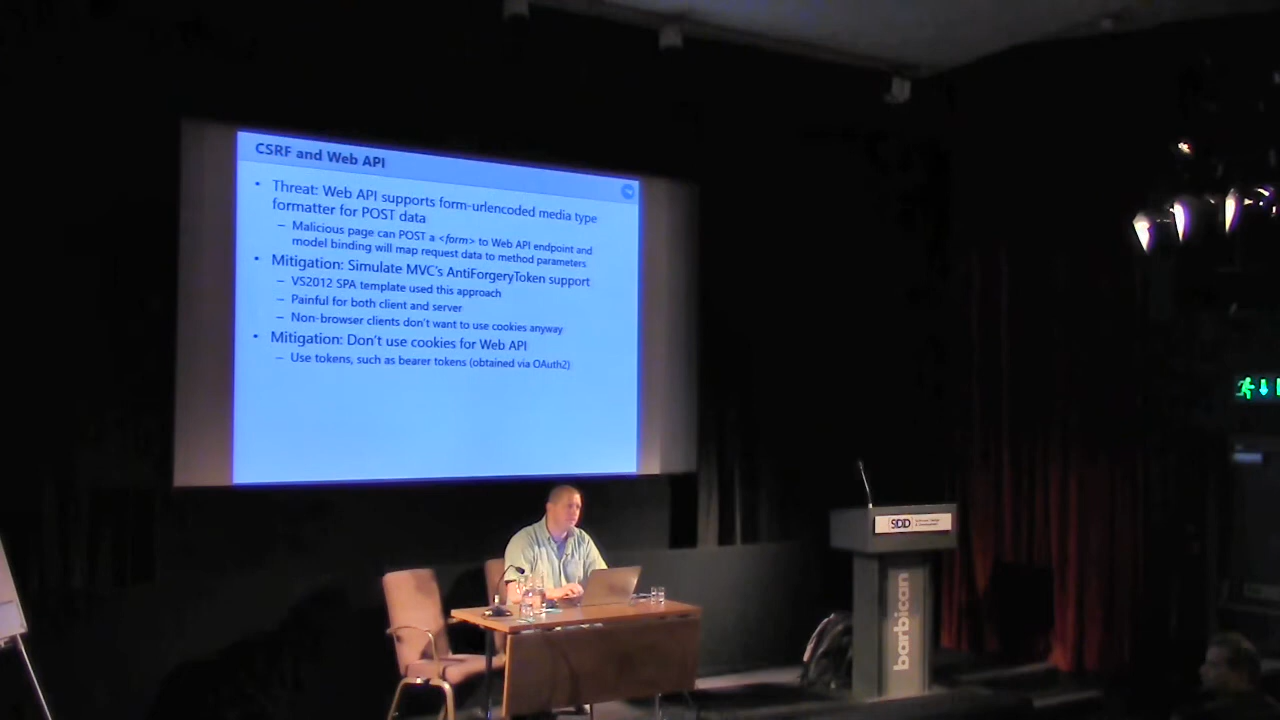 CSRF and Web API
• Threat: Web API supports form-urlencoded media type
formatter for POST data
– Malicious page can POST a <form> to Web API endpoint and
model binding will map request data to method parameters
• Mitigation: Simulate MVC's AntiForgeryToken support
– VS2012 SPA template used this approach
– Painful for both client and server
– Non-browser clients don't want to use cookies anyway
• Mitigation: Don't use cookies for Web API
– Use tokens, such as bearer tokens (obtained via OAuth2)
SDD
barbican